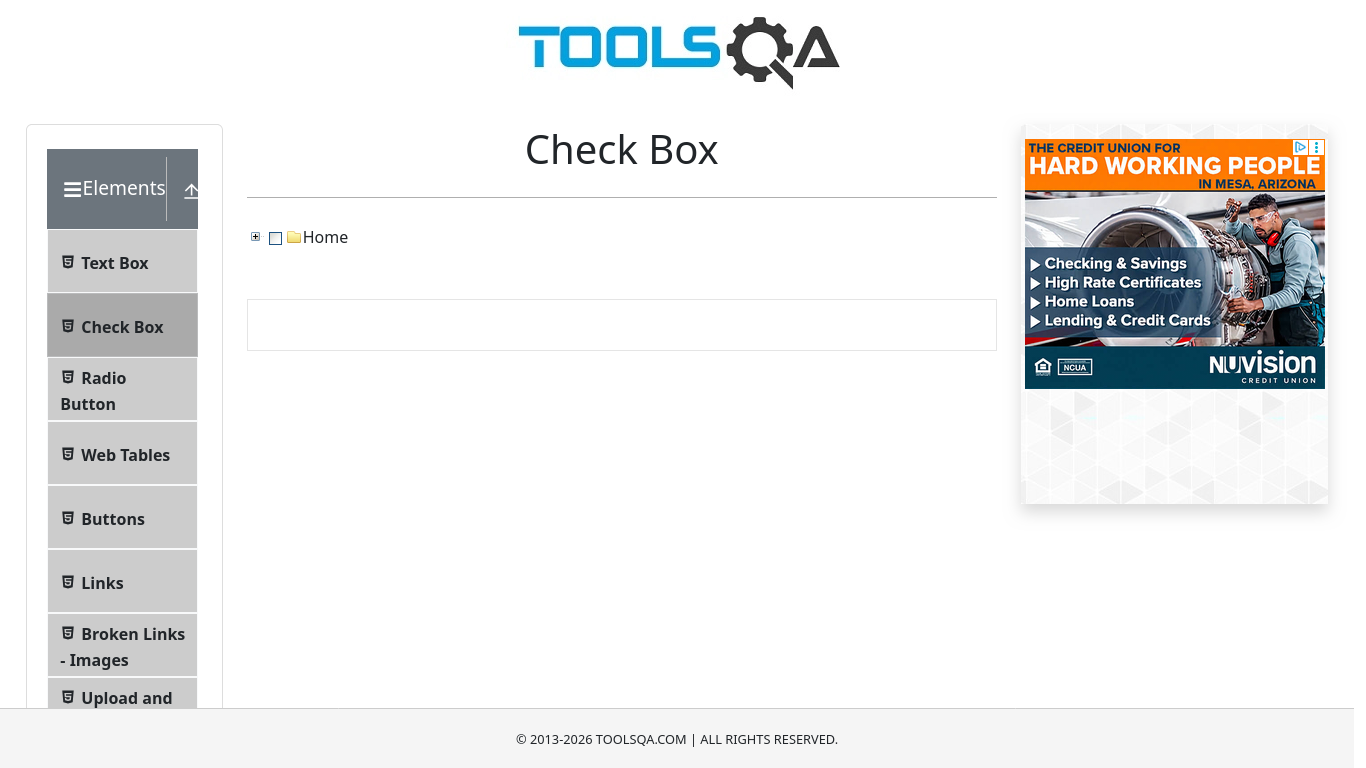 TOOLSQA
Elements
Text Box
Check Box
Radio
Button
Web Tables
Buttons
Links
Broken Links
- Images
Upload and
Check Box
Home
THE CREDIT UNION FOR
HARD WORKING PEOPLE
IN MESA, ARIZONA
Checking & Savings
High Rate Certificates
Home Loans
Lending & Credit Cards
NCUA
NUVISION
CREDIT UNION
© 2013-2026 TOOLSQA.COM | ALL RIGHTS RESERVED.